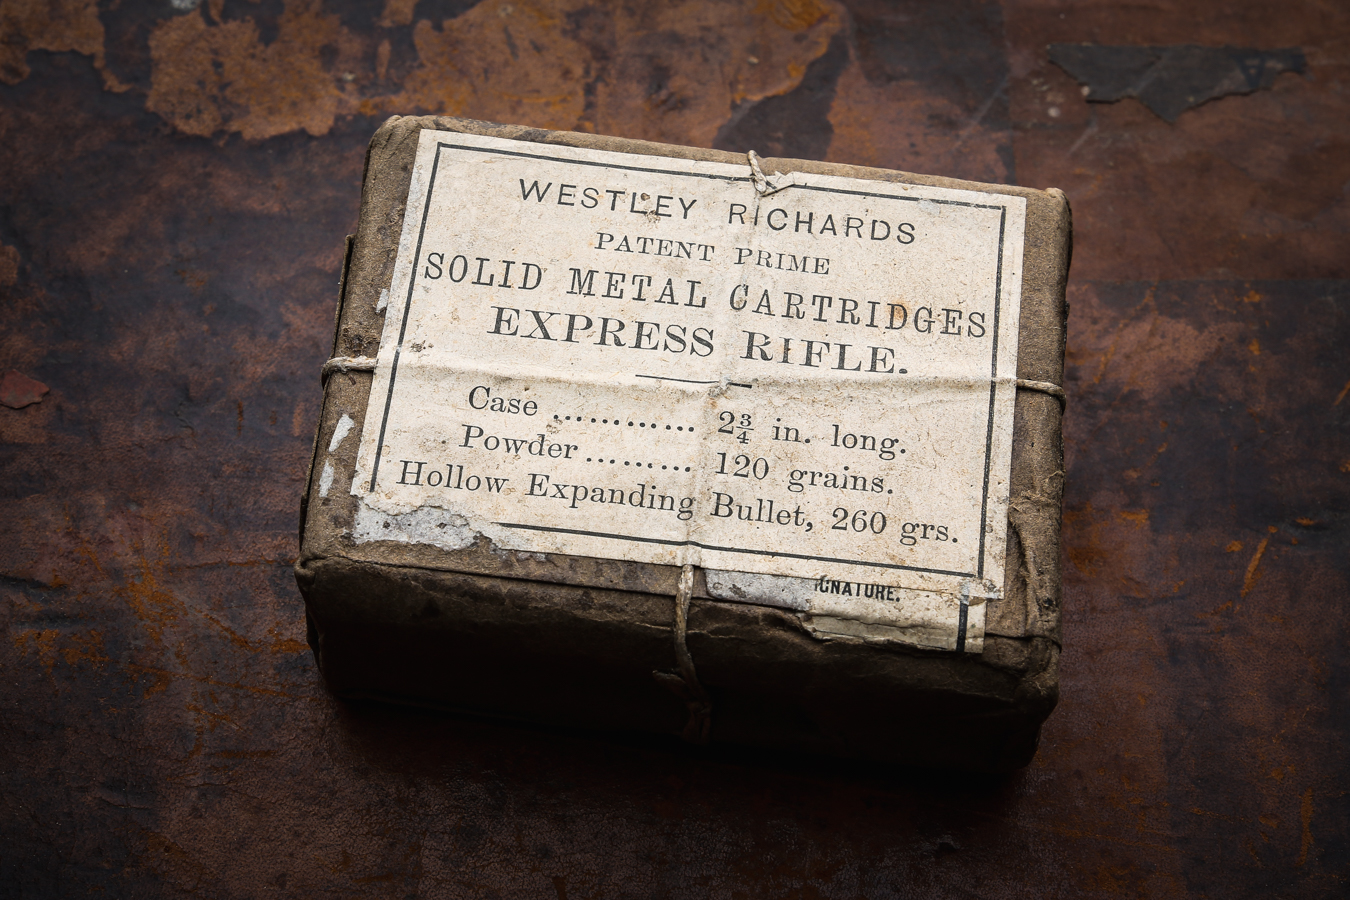 WESTLEY RICHARDS
PATENT PRIME
SOLID METAL CARTRIDGES
EXPRESS RIFLE.
Case ............ 2¾ in. long.
Powder ......... 120 grains.
Hollow Expanding Bullet, 260 grs.
GNATURE.